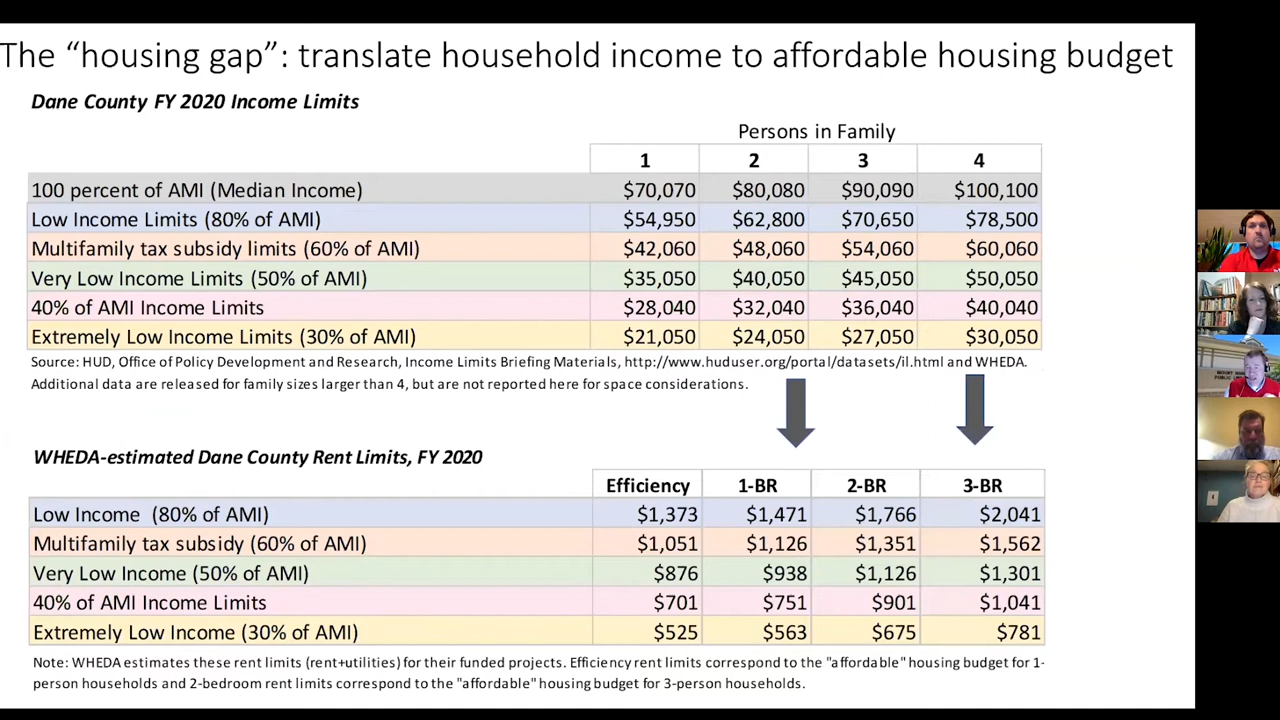 The “housing gap”: translate household income to affordable housing budget
Dane County FY 2020 Income Limits
Persons in Family
1 2 3 4
100 percent of AMI (Median Income) $70,070 $80,080 $90,090 $100,100
Low Income Limits (80% of AMI) $54,950 $62,800 $70,650 $78,500
Multifamily tax subsidy limits (60% of AMI) $42,060 $48,060 $54,060 $60,060
Very Low Income Limits (50% of AMI) $35,050 $40,050 $45,050 $50,050
40% of AMI Income Limits $28,040 $32,040 $36,040 $40,040
Extremely Low Income Limits (30% of AMI) $21,050 $24,050 $27,050 $30,050
Source: HUD, Office of Policy Development and Research, Income Limits Briefing Materials, http://www.huduser.org/portal/datasets/il.html and WHEDA.
Additional data are released for family sizes larger than 4, but are not reported here for space considerations.
WHEDA-estimated Dane County Rent Limits, FY 2020
Efficiency 1-BR 2-BR 3-BR
Low Income (80% of AMI) $1,373 $1,471 $1,766 $2,041
Multifamily tax subsidy (60% of AMI) $1,051 $1,126 $1,351 $1,562
Very Low Income (50% of AMI) $876 $938 $1,126 $1,301
40% of AMI Income Limits $701 $751 $901 $1,041
Extremely Low Income (30% of AMI) $525 $563 $675 $781
Note: WHEDA estimates these rent limits (rent+utilities) for their funded projects. Efficiency rent limits correspond to the "affordable" housing budget for 1-
person households and 2-bedroom rent limits correspond to the "affordable" housing budget for 3-person households.